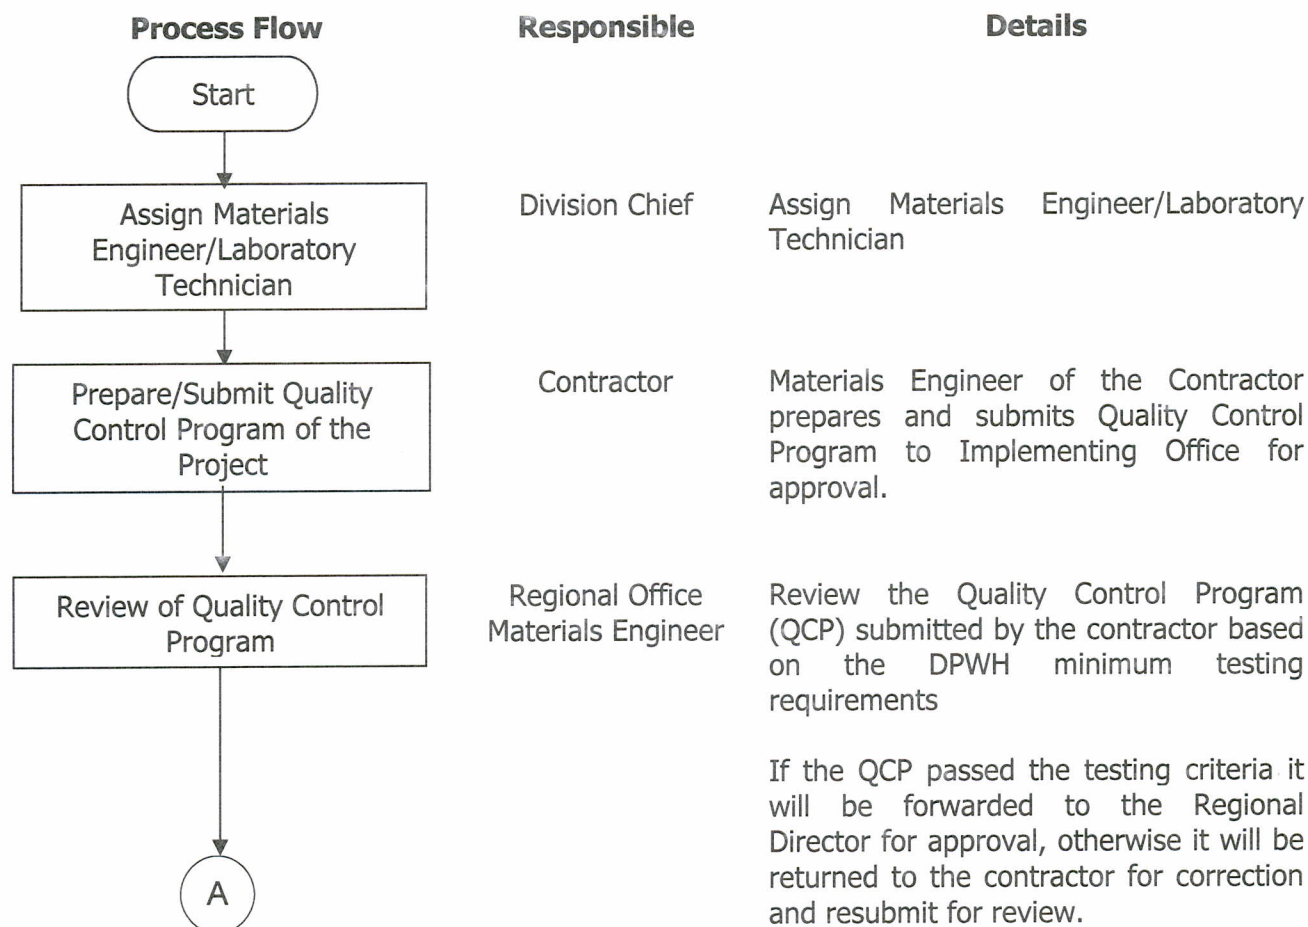 Process Flow
Responsible
Details
Start
Assign Materials
Engineer/Laboratory
Technician
Division Chief
Assign Materials Engineer/Laboratory
Technician
Prepare/Submit Quality
Control Program of the
Project
Contractor
Materials Engineer of the Contractor
prepares and submits Quality Control
Program to Implementing Office for
approval.
Review of Quality Control
Program
Regional Office
Materials Engineer
Review the Quality Control Program
(QCP) submitted by the contractor based
on the DPWH minimum testing
requirements
If the QCP passed the testing criteria it
will be forwarded to the Regional
Director for approval, otherwise it will be
returned to the contractor for correction
and resubmit for review.
A